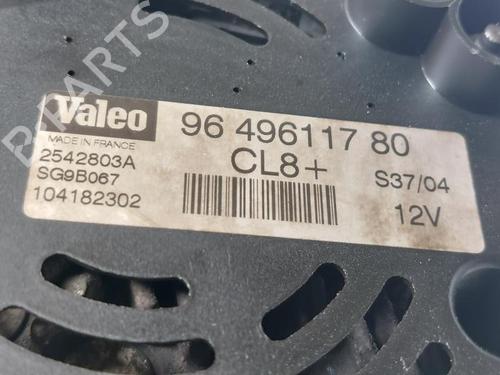 Valeo
MADE IN FRANCE
2542803A
SG9B067
104182302
96 496117 80
CL8+
S37/04
12V
B-PARTS